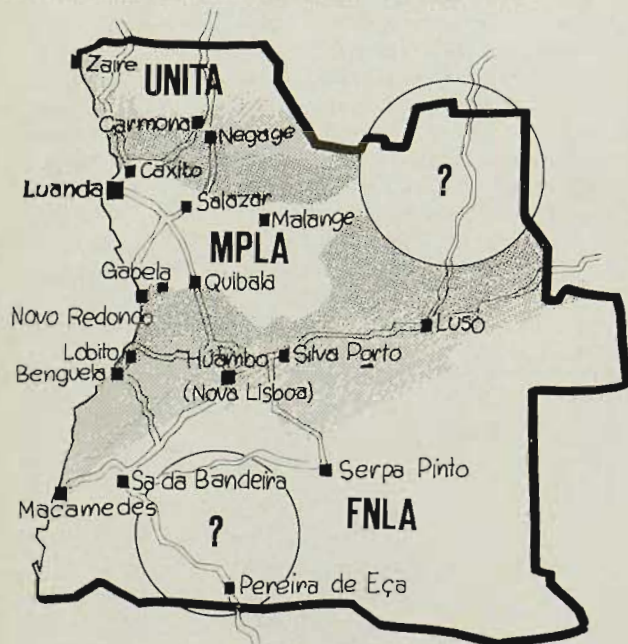 Zaire
UNITA
Carmona
Negage
Caxito
Luanda
Salazar
Malange
?
MPLA
Gabela
Quibala
Novo Redondo
Luso
Lobito
Huambo
Silva Porto
Benguela
(Nova Lisboa)
Sa da Bandeira
Serpa Pinto
Macamedes
FNLA
?
Pereira de Eça